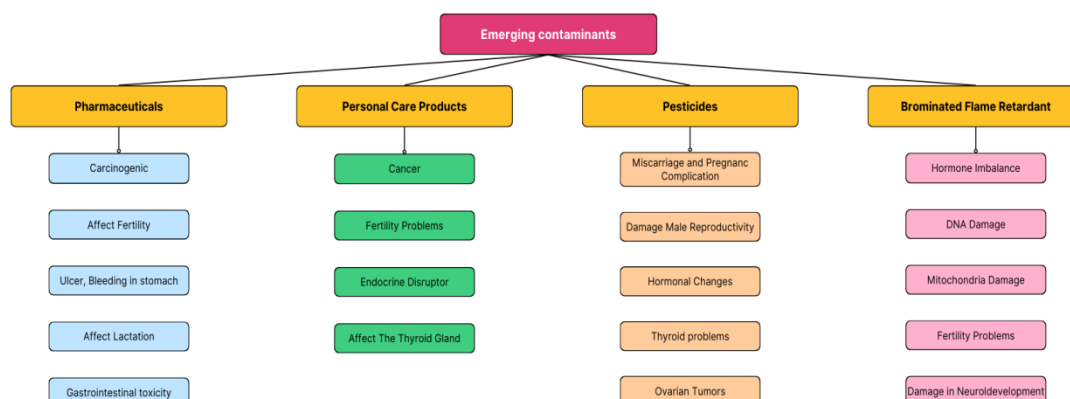 Emerging contaminants
Pharmaceuticals
Carcinogenic
Affect Fertility
Ulcer, Bleeding in stomach
Affect Lactation
Gastrointestinal toxicity
Personal Care Products
Cancer
Fertility Problems
Endocrine Disruptor
Affect The Thyroid Gland
Pesticides
Miscarriage and Pregnanc
Complication
Damage Male Reproductivity
Hormonal Changes
Thyroid problems
Ovarian Tumors
Brominated Flame Retardant
Hormone Imbalance
DNA Damage
Mitochondria Damage
Fertility Problems
Damage in Neuroldevelopment